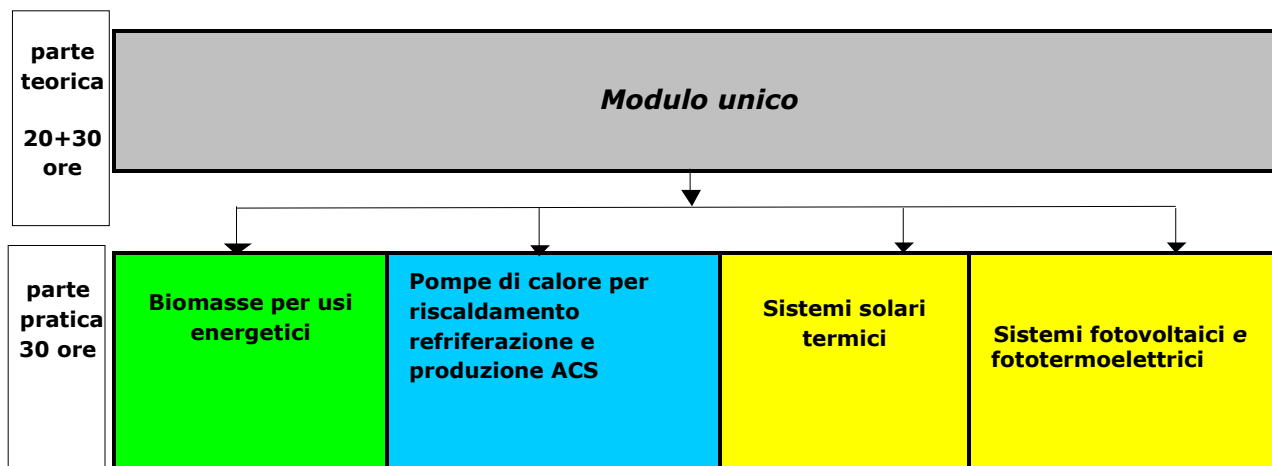 parte
teorica
20+30
ore
Modulo unico
parte
pratica
30 ore
Biomasse per usi
energetici
Pompe di calore per
riscaldamento
refriferazione e
produzione ACS
Sistemi solari
termici
Sistemi fotovoltaici e
fototermoelettrici